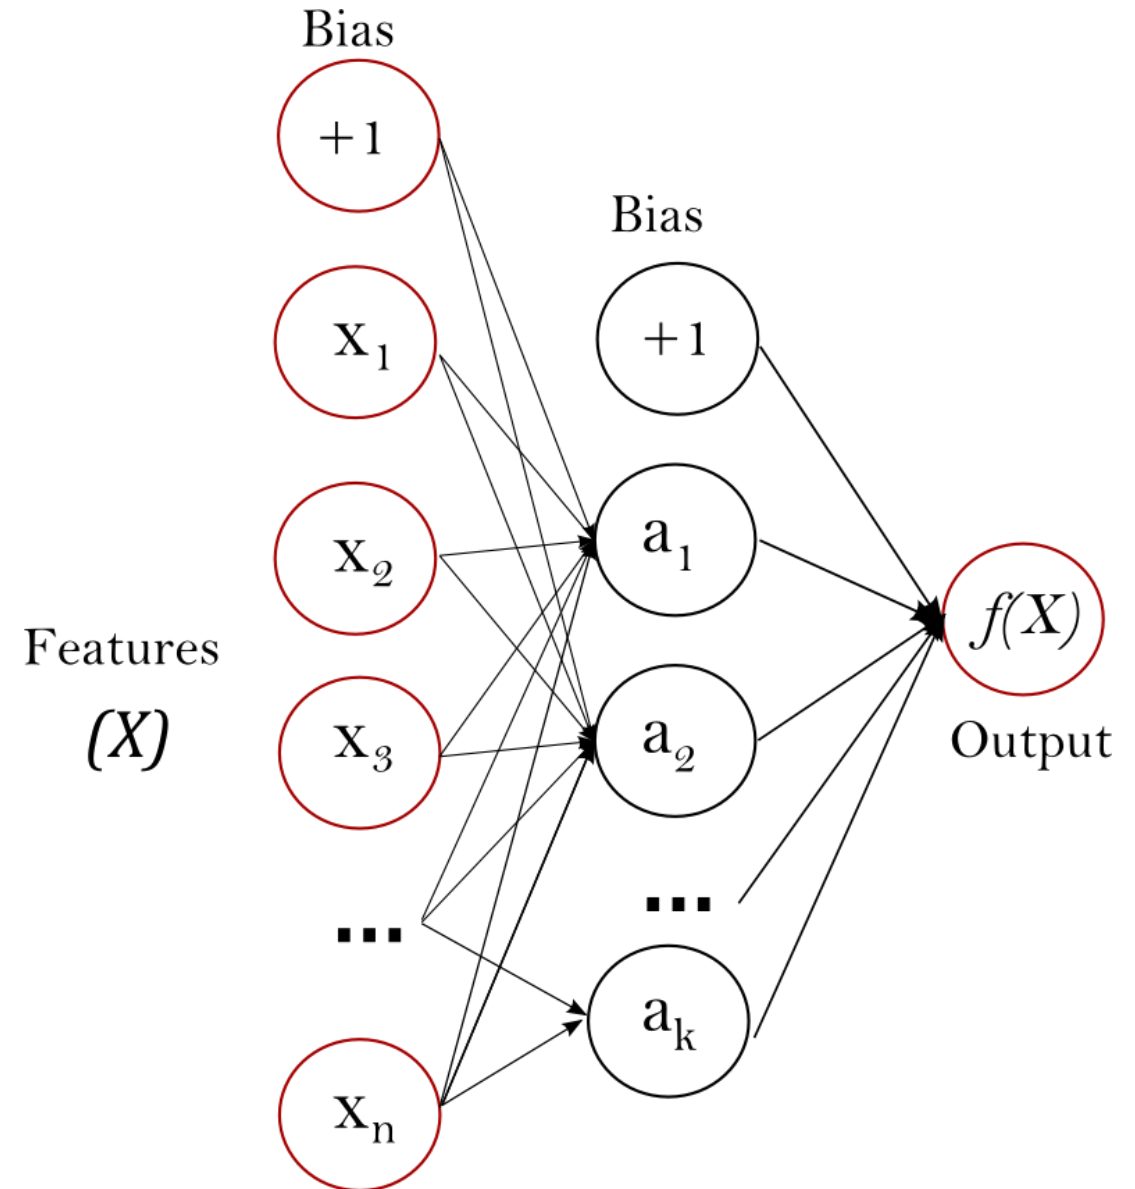 Bias
+1
x1
x2
x3
...
xn
Features
(X)
Bias
+1
a1
a2
...
ak
f(X)
Output